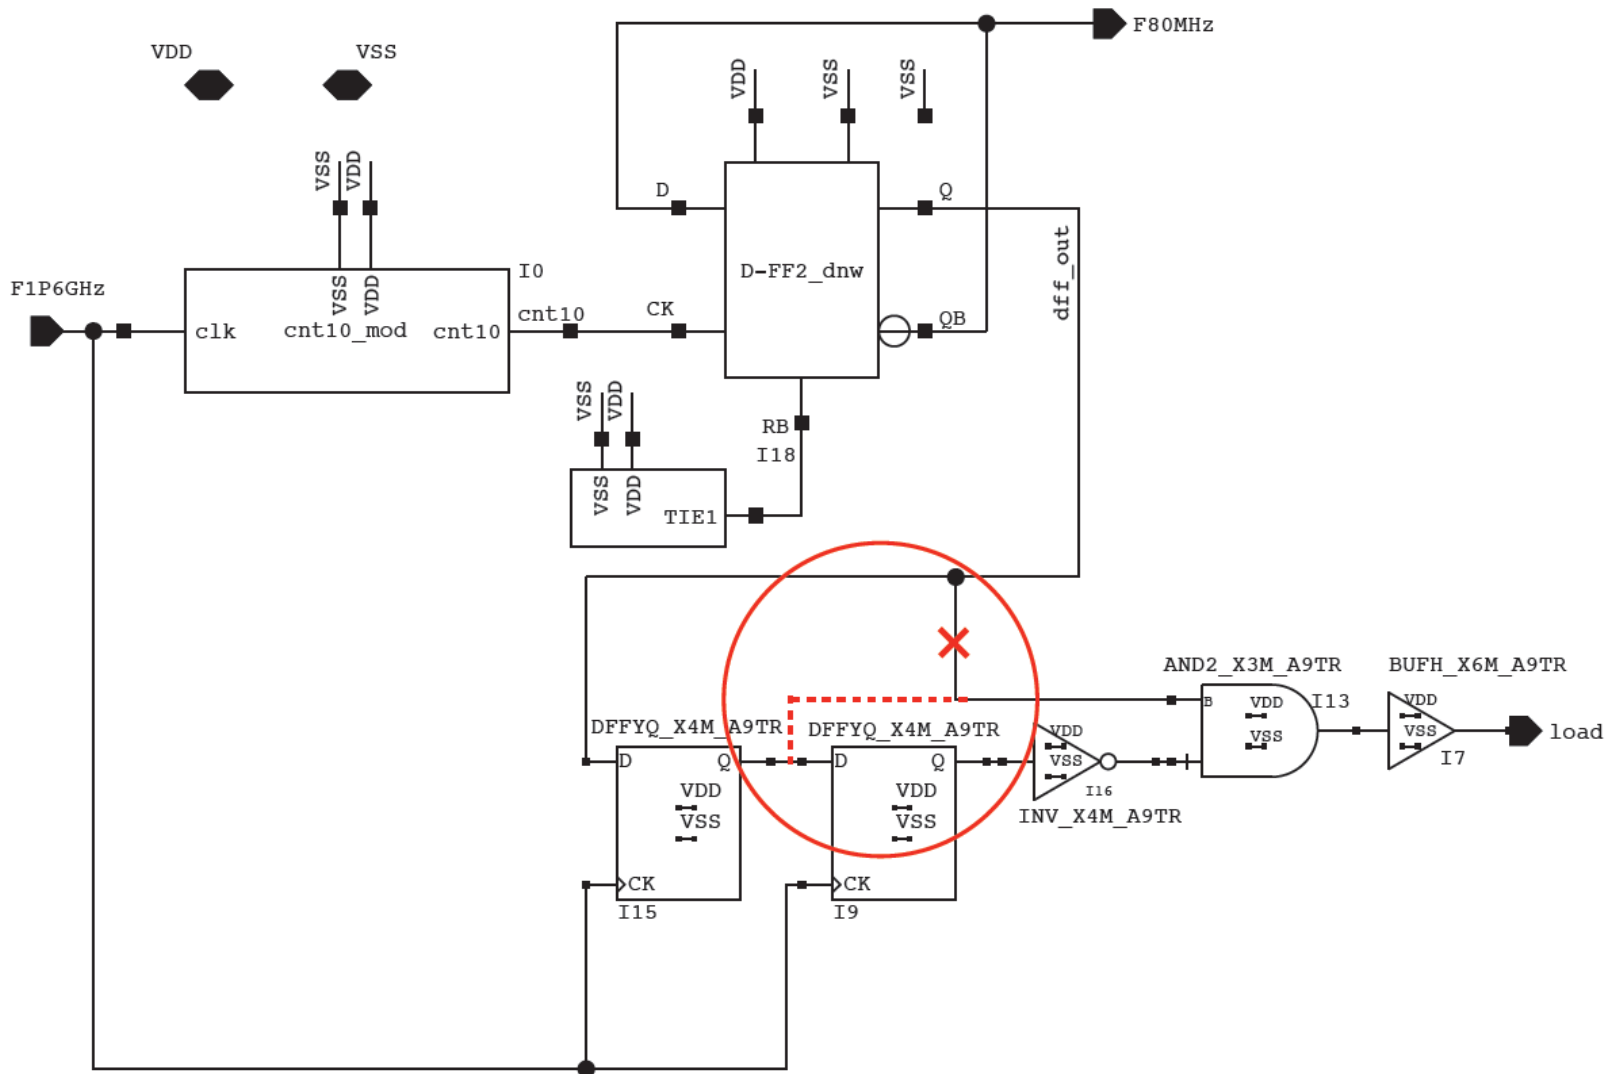 F80MHz
VDD
VSS
VDD
VSS
VSS
D
Q
VSS
VDD
D-FF2_dnw
dff_out
I0
F1P6GHz
VSS
VDD
cnt10
CK
QB
clk
cnt10_mod
cnt10
VSS
VDD
RB
I18
VSS
VDD
TIE1
AND2_X3M_A9TR
BUFH_X6M_A9TR
B
VDD
I13
VDD
DFFYQ_X4M_A9TR
DFFYQ_X4M_A9TR
VDD
VSS
VSS
load
D
Q
D
Q
VSS
I7
VDD
VDD
I16
VSS
VSS
INV_X4M_A9TR
CK
CK
I15
I9